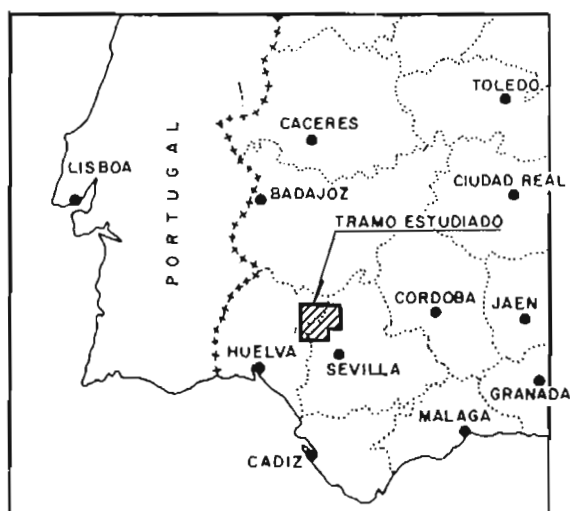 TOLEDO
CACERES
LISBOA
PORTUGAL
BADAJOZ
CIUDAD REAL
TRAMO ESTUDIADO
CORDOBA
JAEN
HUELVA
SEVILLA
GRANADA
MALAGA
CADIZ